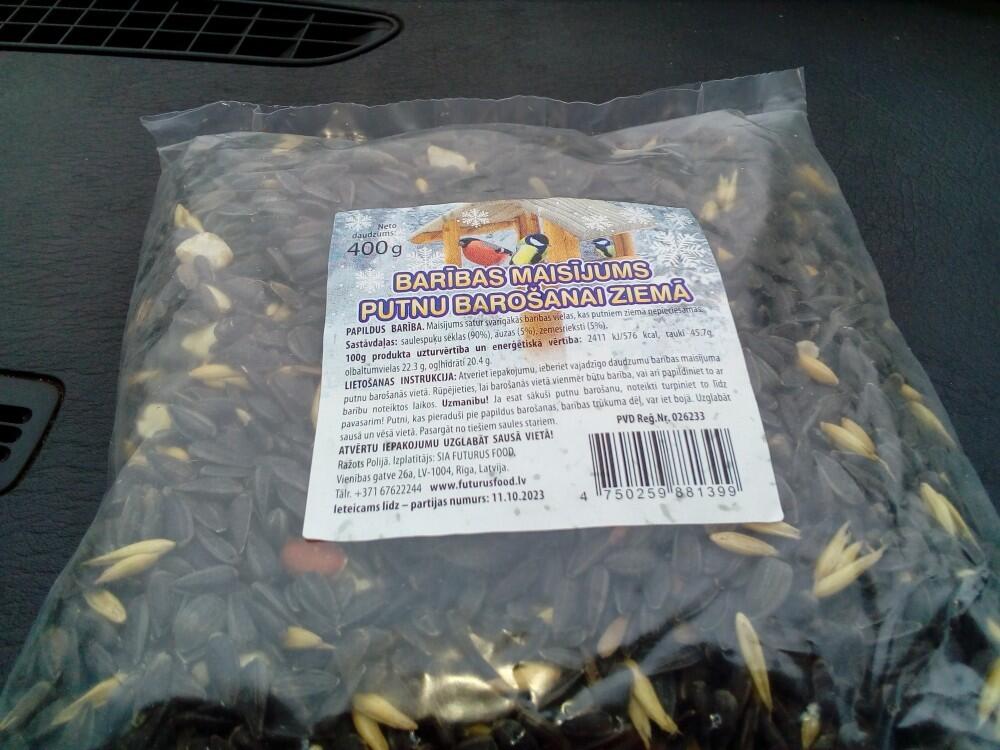 Neto
daudzums:
400 g
BARĪBAS MAISĪJUMS
PUTNU BAROŠANAI ZIEMĀ
PAPILDUS BARĪBA. Maisījums satur svarīgākās barības vielas, kas putniem ziemā nepieciešamas.
Sastāvdaļas: saulespuķu sēklas (90%), auzas (5%), zemesrieksti (5%).
100g produkta uzturvērtība un enerģētiskā vērtība: 2411 kJ/576 kcal, tauki 45.7g,
olbaltumvielas 22.3 g, ogļhidrāti 20.4 g.
LIETOŠANAS INSTRUKCIJA: Atveriet iepakojumu, ieberiet vajadzīgo daudzumu barības maisījuma
putnu barošanās vietā. Rūpējieties, lai barošanās vietā vienmēr būtu barība, vai arī papildiniet to ar
barību noteiktos laikos. Uzmanību! Ja esat sākuši putnu barošanu, noteikti turpiniet to līdz
pavasarim! Putni, kas pieraduši pie papildus barošanas, barības trūkuma dēļ, var iet bojā. Uzglabāt
sausā un vēsā vietā. Pasargāt no tiešiem saules stariem.
ATVĒRTU IEPAKOJUMU UZGLABĀT SAUSĀ VIETĀ!
PVD Reģ.Nr. 026233
Ražots Polijā. Izplatītājs: SIA FUTURUS FOOD,
Vienības gatve 26a, LV-1004, Rīga, Latvija.
Tālr. +371 67622244 www.futurusfood.lv
Ieteicams līdz – partijas numurs: 11.10.2023
4 750259 881399